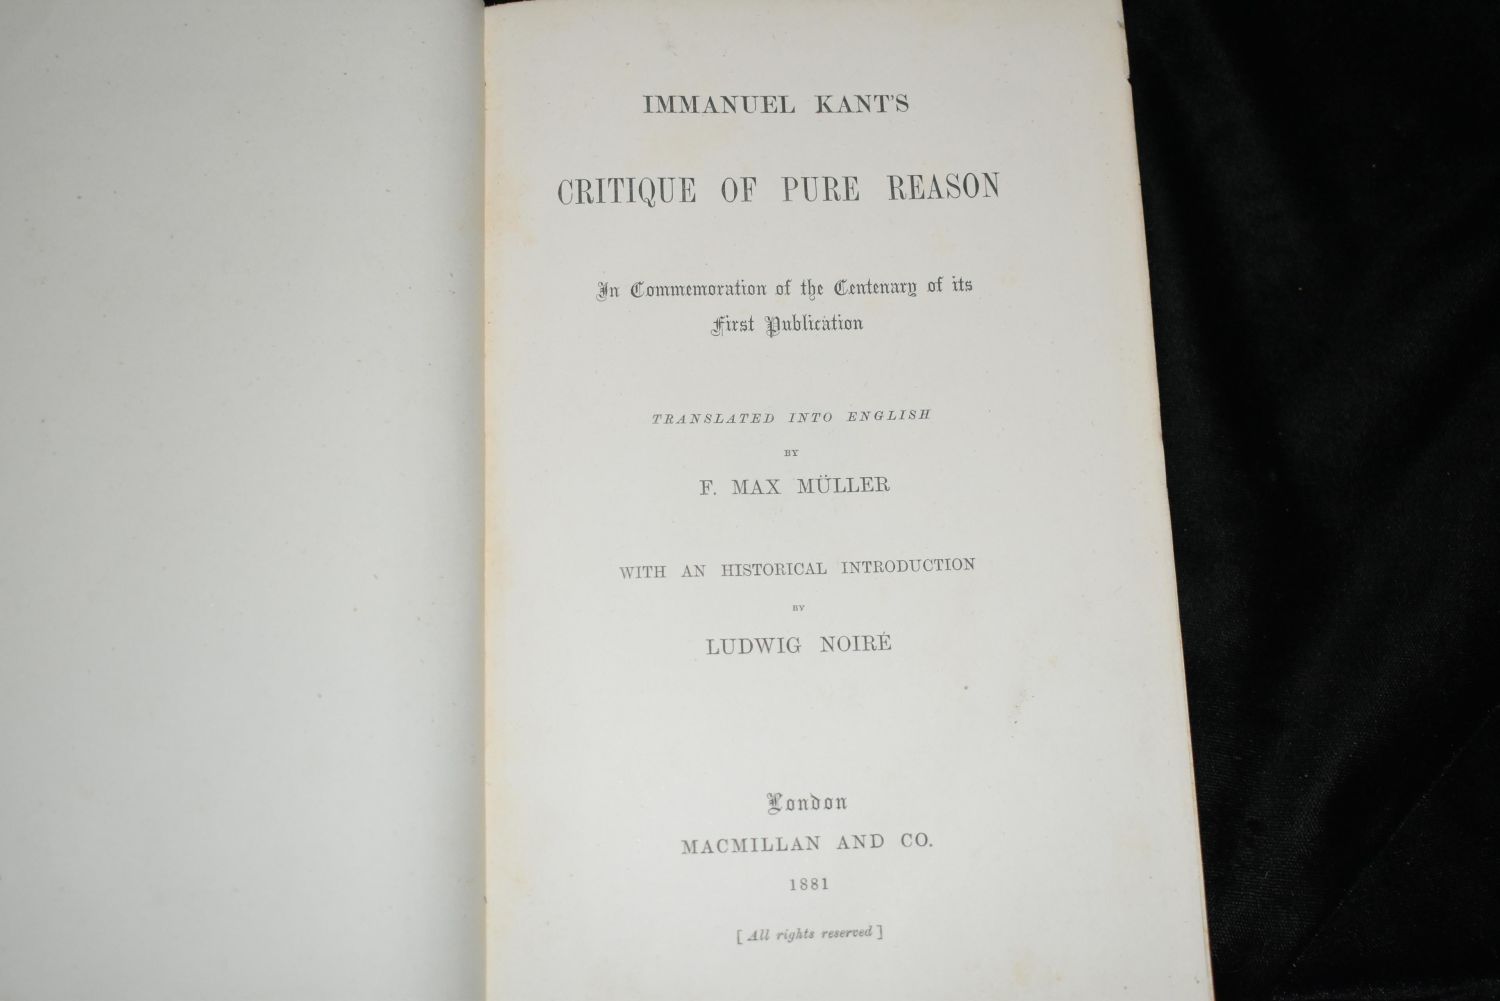 IMMANUEL KANT'S
CRITIQUE OF PURE REASON
In Commemoration of the Centenary of its
First Publication
TRANSLATED INTO ENGLISH
BY
F. MAX MÜLLER
WITH AN HISTORICAL INTRODUCTION
BY
LUDWIG NOIRÉ
London
MACMILLAN AND CO.
1881
[ All rights reserved ]